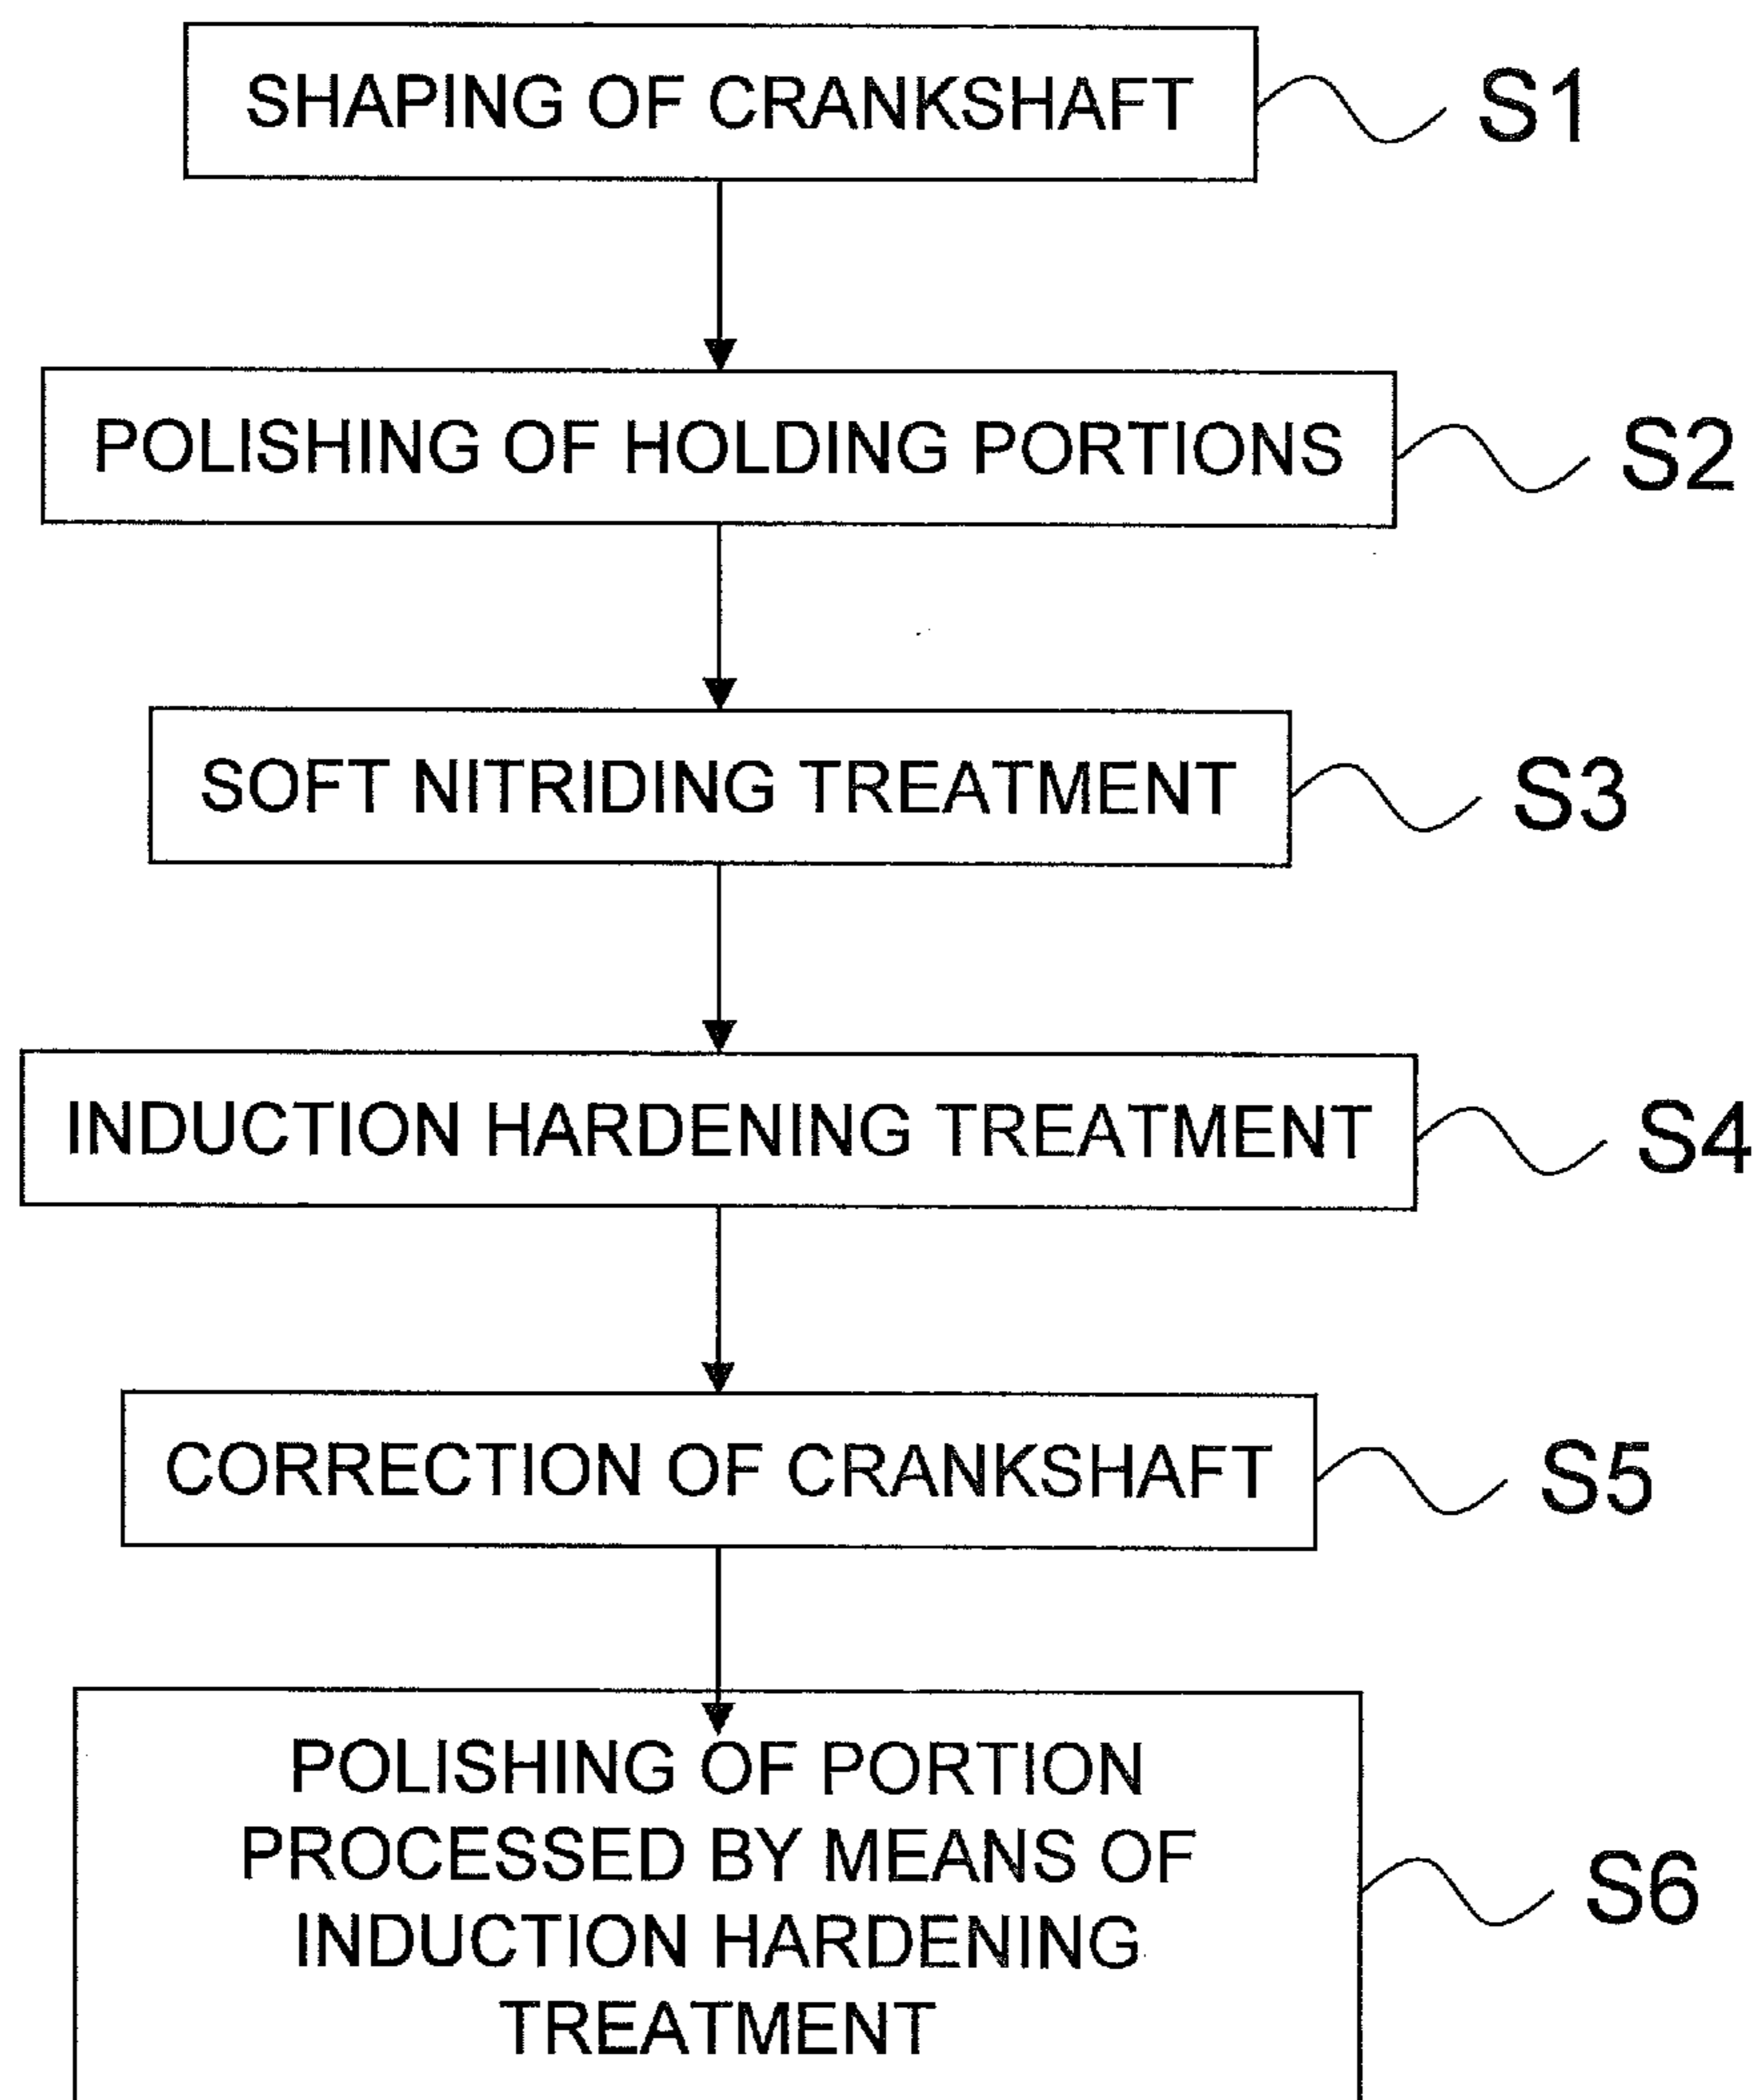 SHAPING OF CRANKSHAFT S1
POLISHING OF HOLDING PORTIONS S2
SOFT NITRIDING TREATMENT S3
INDUCTION HARDENING TREATMENT S4
CORRECTION OF CRANKSHAFT S5
POLISHING OF PORTION
PROCESSED BY MEANS OF
INDUCTION HARDENING
TREATMENT
S6